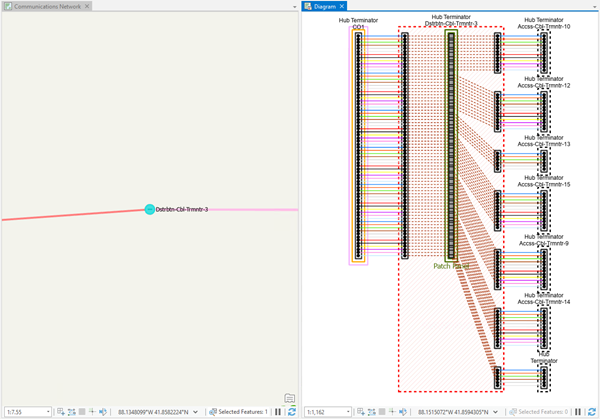 Communications Network
Dstrbtn-Cbl-Trmntr-3
1:7.55
88.1348099°W 41.8582224°N
Selected Features: 1
Diagram
Hub Terminator
CO1
Hub Terminator
Dstrbtn-Cbl-Trmntr-3
Hub Terminator
Accss-Cbl-Trmntr-10
Hub Terminator
Accss-Cbl-Trmntr-12
Hub Terminator
Accss-Cbl-Trmntr-13
Hub Terminator
Accss-Cbl-Trmntr-15
Hub Terminator
Accss-Cbl-Trmntr-9
Patch Panel
Hub Terminator
Accss-Cbl-Trmntr-14
Hub
Terminator
1:1,162
88.1515072°W 41.8594305°N
Selected Features: 0